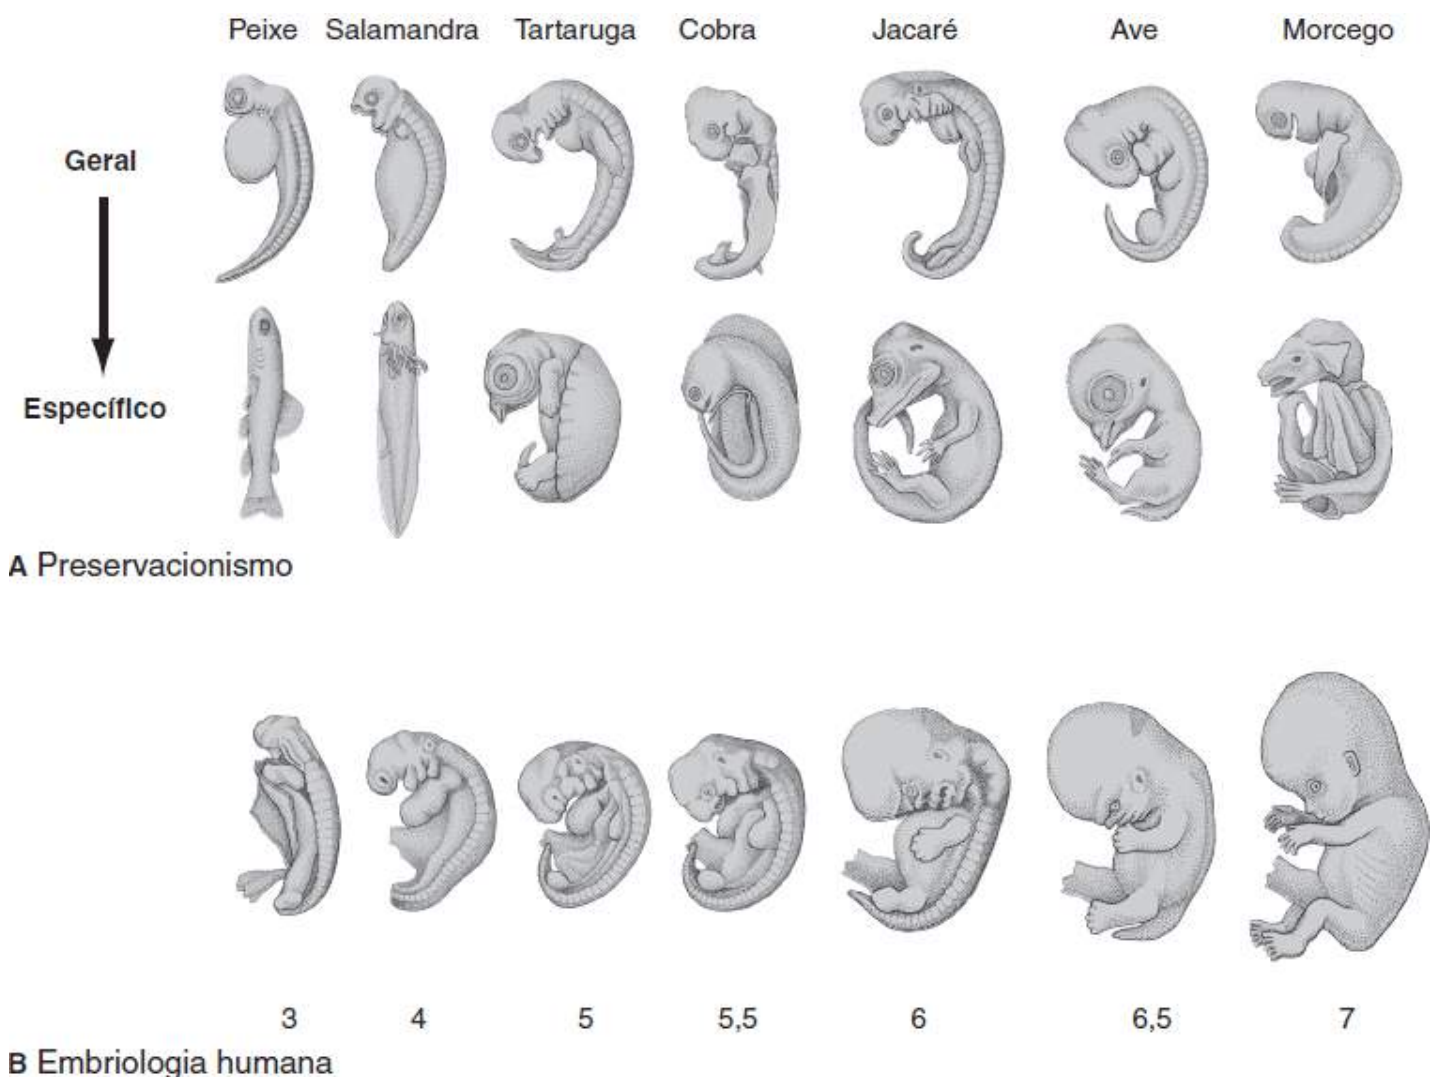 Peixe Salamandra Tartaruga Cobra Jacaré Ave Morcego
Geral
Específico
A Preservacionismo
3 4 5 5,5 6 6,5 7
B Embriologia humana